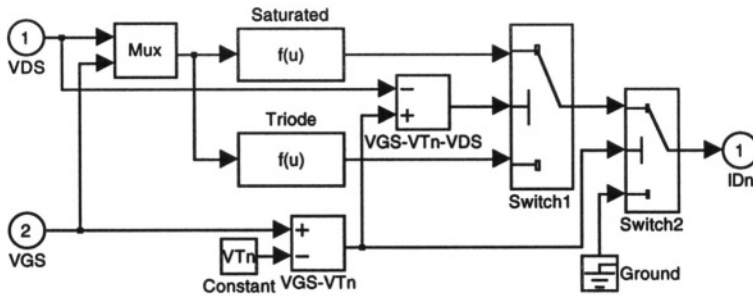 Saturated
1
VDS
Mux
f(u)
−
+
VGS-VTn-VDS
Triode
f(u)
Switch1
1
IDn
Switch2
2
VGS
+
−
VTn
Constant
VGS-VTn
Ground